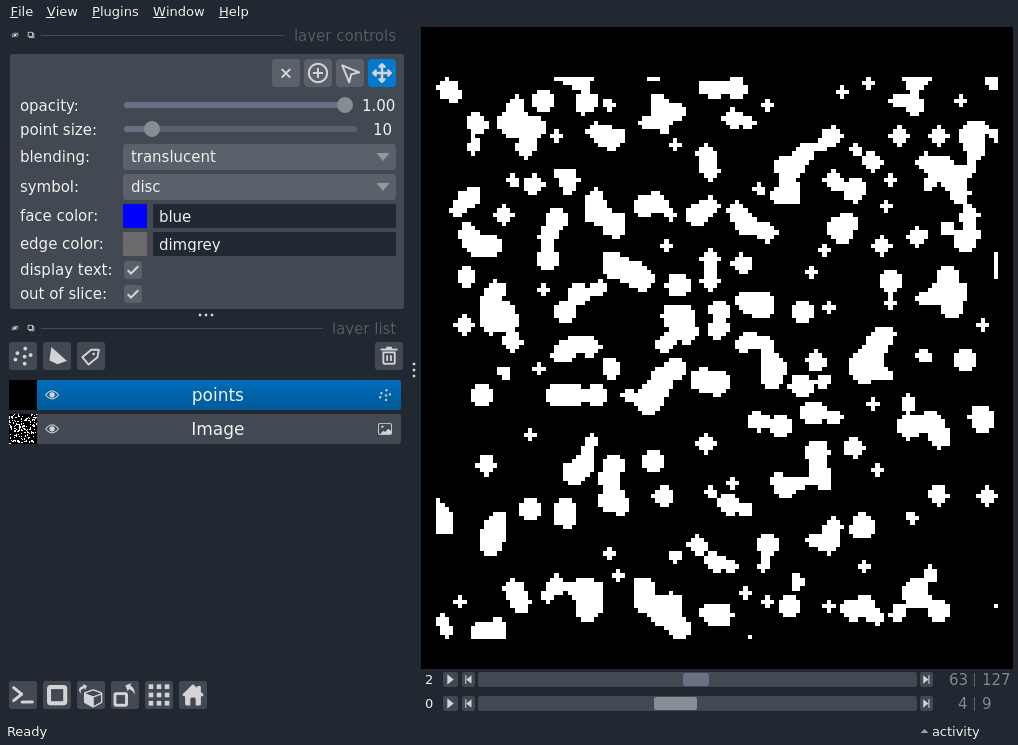 File View Plugins Window Help
layer controls
opacity: 1.00
point size: 10
blending: translucent
symbol: disc
face color: blue
edge color: dimgrey
display text:
out of slice:
layer list
points
Image
2 63 | 127
0 4 | 9
Ready activity